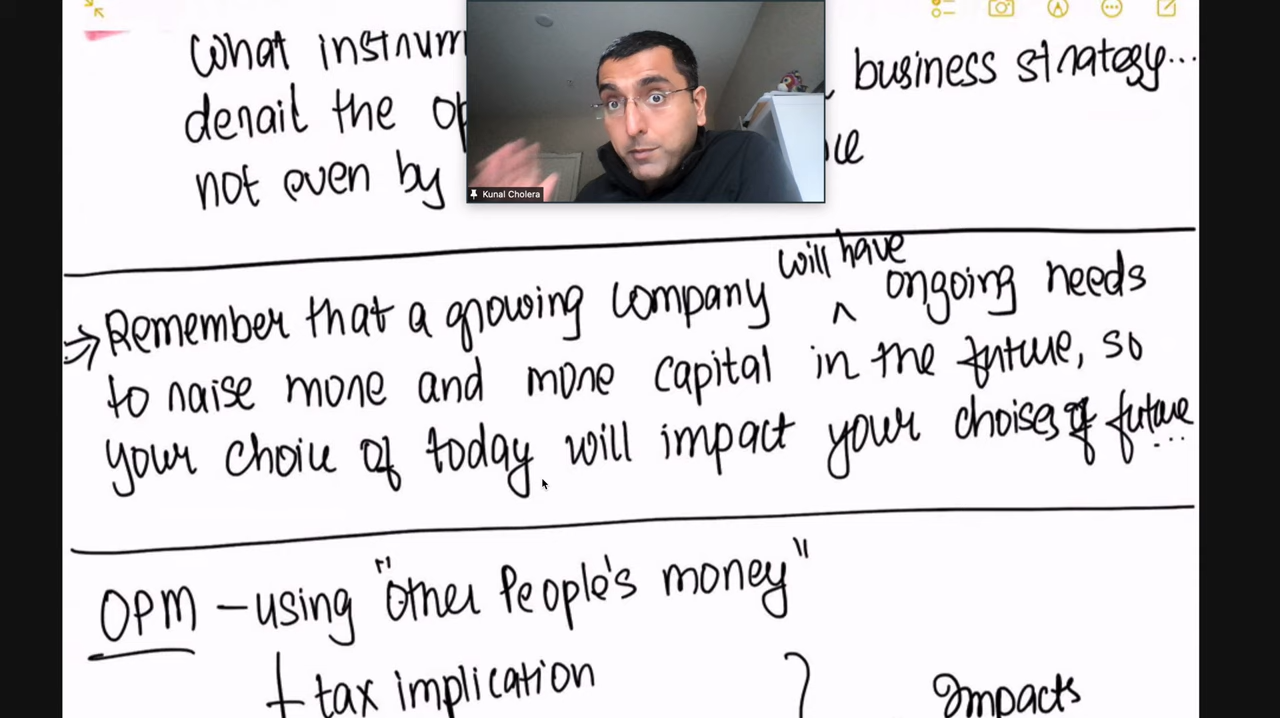 What instrum
business strategy...
derail the op
not even by
Kunal Cholera
will have
→ Remember that a growing company ^ ongoing needs
to raise more and more capital in the future, so
your choice of today will impact your choises of future
...
OPM - using "Other People's money"
tax implication
Impacts